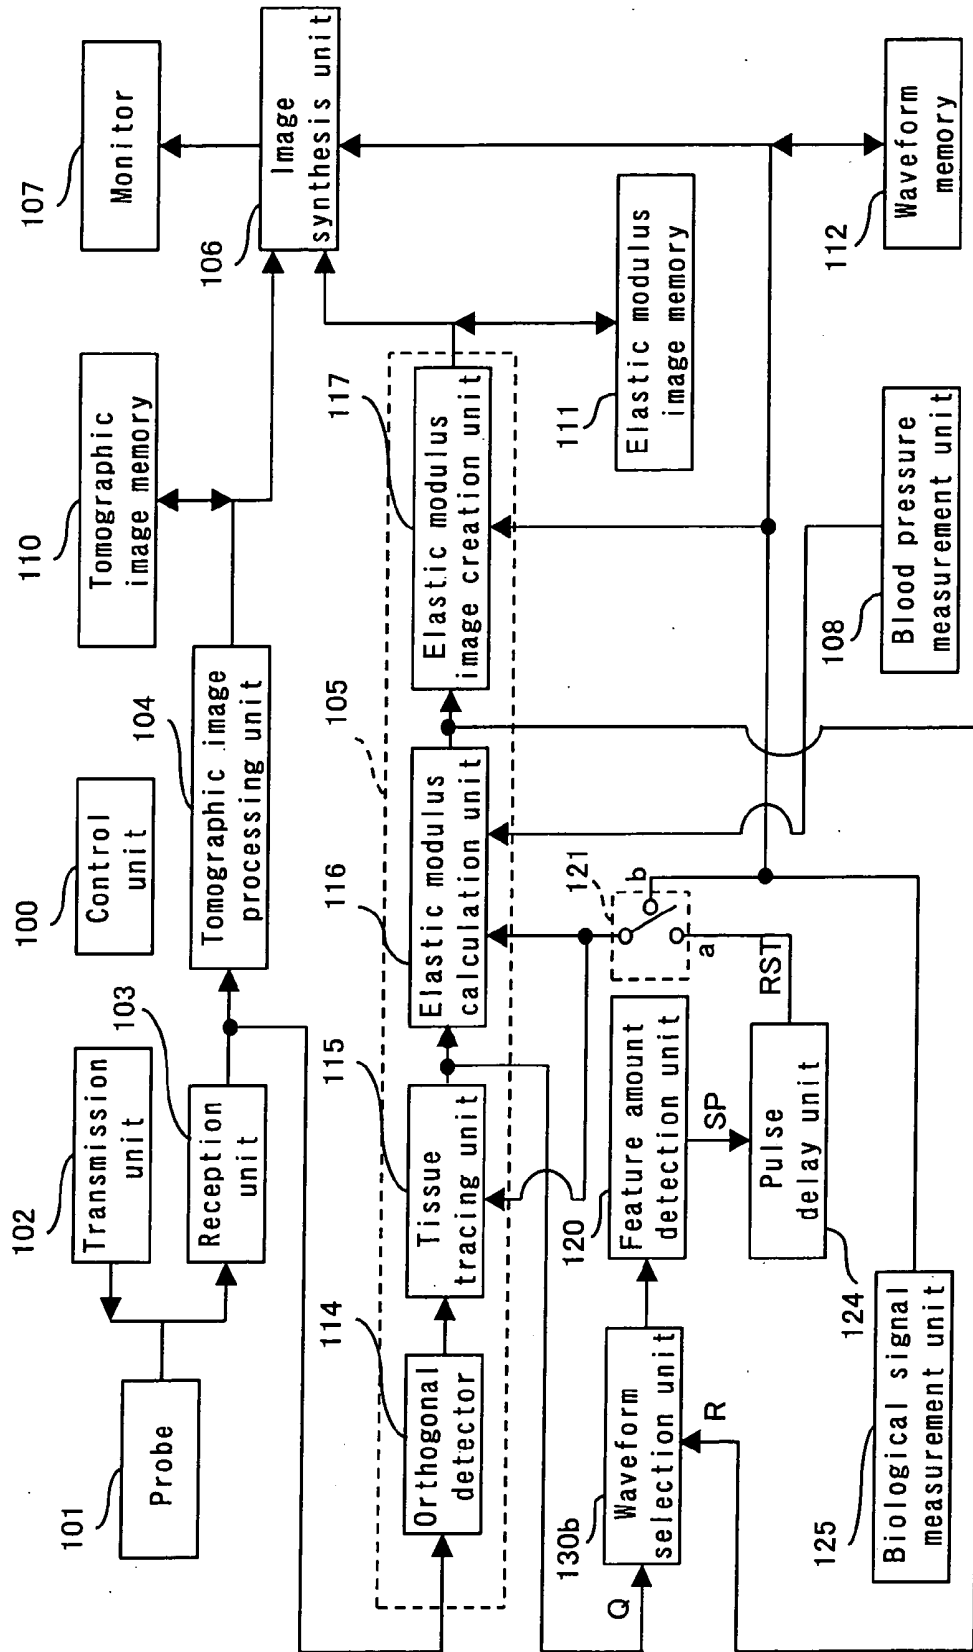 100
Control
unit
101
Probe
102
Transmission
unit
103
Reception
unit
104
Tomographic image
processing unit
110
Tomographic
image memory
107
Monitor
106
Image
synthesis unit
105
114
Orthogonal
detector
115
Tissue
tracing unit
116
Elastic modulus
calculation unit
117
Elastic modulus
image creation unit
111
Elastic modulus
image memory
Q
R
130b
Waveform
selection unit
120
Feature amount
detection unit
SP
Pulse
delay unit
124
RST
121
a
b
125
Biological signal
measurement unit
108
Blood pressure
measurement unit
112
Waveform
memory